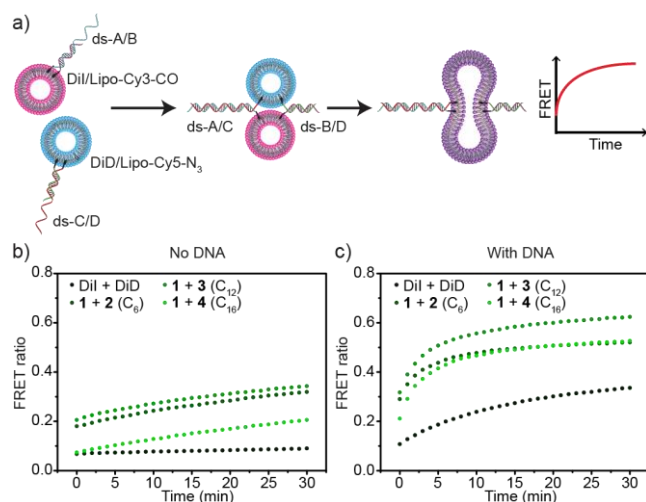 a)
ds-A/B
DiI/Lipo-Cy3-CO
DiD/Lipo-Cy5-N₃
ds-C/D
ds-A/C
ds-B/D
FRET
Time
b)
No DNA
DiI + DiD
1 + 2 (C₆)
1 + 3 (C₁₂)
1 + 4 (C₁₆)
FRET ratio
0.8
0.6
0.4
0.2
0.0
0 5 10 15 20 25 30
Time (min)
c)
With DNA
DiI + DiD
1 + 2 (C₆)
1 + 3 (C₁₂)
1 + 4 (C₁₆)
FRET ratio
0.8
0.6
0.4
0.2
0.0
0 5 10 15 20 25 30
Time (min)